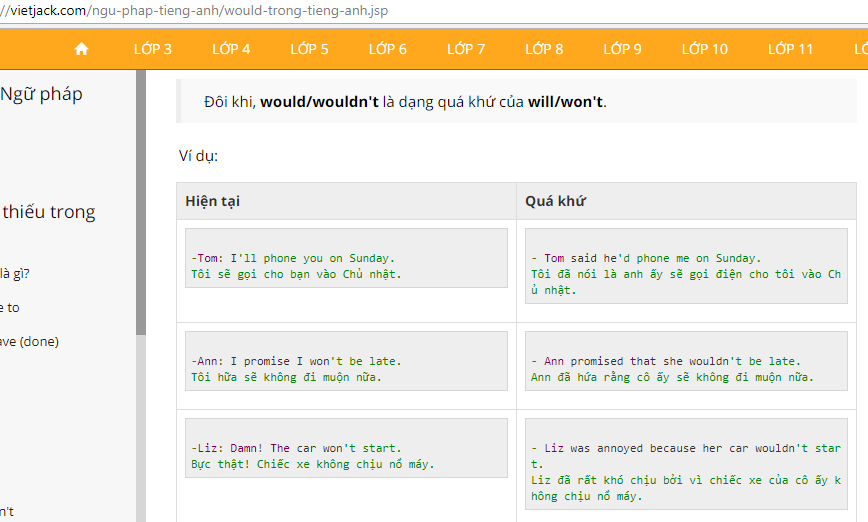 //vietjack.com/ngu-phap-tieng-anh/would-trong-tieng-anh.jsp
LỚP 3 LỚP 4 LỚP 5 LỚP 6 LỚP 7 LỚP 8 LỚP 9 LỚP 10 LỚP 11 LỚ
Ngữ pháp
thiếu trong
là gì?
e to
ave (done)
n't
Đôi khi, would/wouldn't là dạng quá khứ của will/won't.
Ví dụ:
Hiện tại Quá khứ
-Tom: I'll phone you on Sunday.
Tôi sẽ gọi cho bạn vào Chủ nhật.
- Tom said he'd phone me on Sunday.
Tôi đã nói là anh ấy sẽ gọi điện cho tôi vào Ch
ủ nhật.
-Ann: I promise I won't be late.
Tôi hữa sẽ không đi muộn nữa.
- Ann promised that she wouldn't be late.
Ann đã hứa rằng cô ấy sẽ không đi muộn nữa.
-Liz: Damn! The car won't start.
Bực thật! Chiếc xe không chịu nổ máy.
- Liz was annoyed because her car wouldn't star
t.
Liz đã rất khó chịu bởi vì chiếc xe của cô ấy k
hông chịu nổ máy.